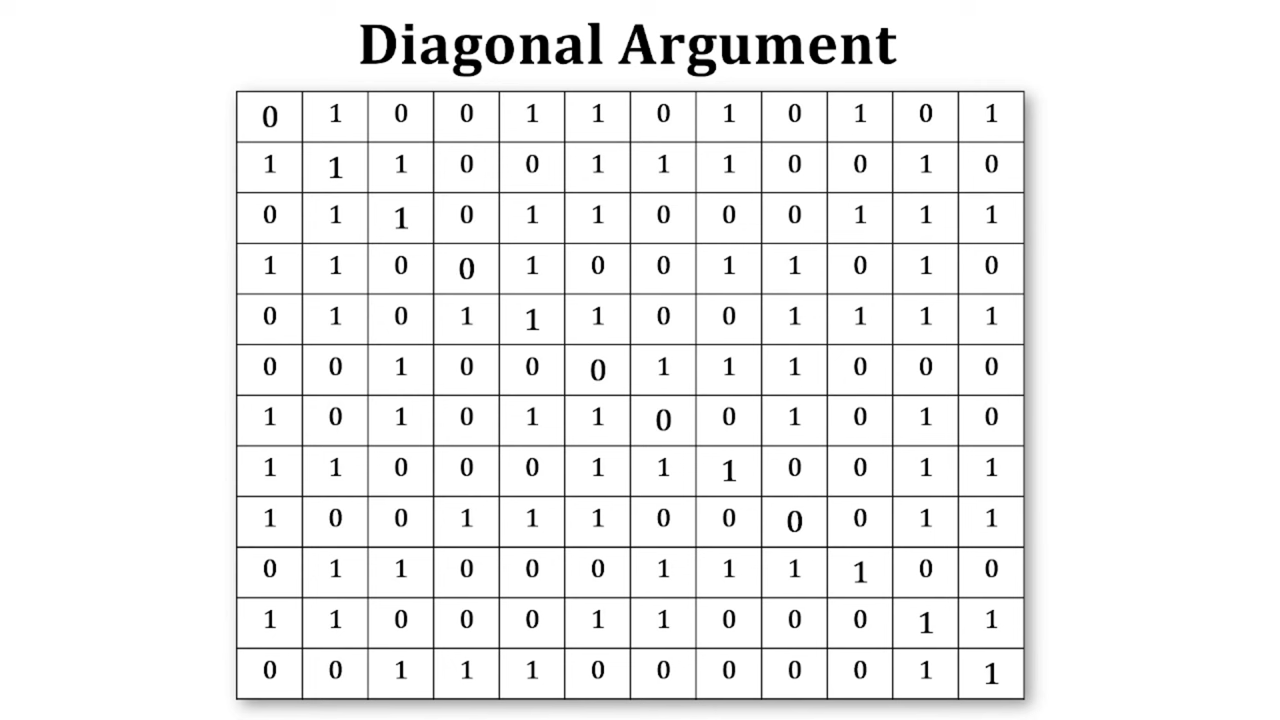 Diagonal Argument
0 1 0 0 1 1 0 1 0 1 0 1
1 1 1 0 0 1 1 1 0 0 1 0
0 1 1 0 1 1 0 0 0 1 1 1
1 1 0 0 1 0 0 1 1 0 1 0
0 1 0 1 1 1 0 0 1 1 1 1
0 0 1 0 0 0 1 1 1 0 0 0
1 0 1 0 1 1 0 0 1 0 1 0
1 1 0 0 0 1 1 1 0 0 1 1
1 0 0 1 1 1 0 0 0 0 1 1
0 1 1 0 0 0 1 1 1 1 0 0
1 1 0 0 0 1 1 0 0 0 1 1
0 0 1 1 1 0 0 0 0 0 1 1